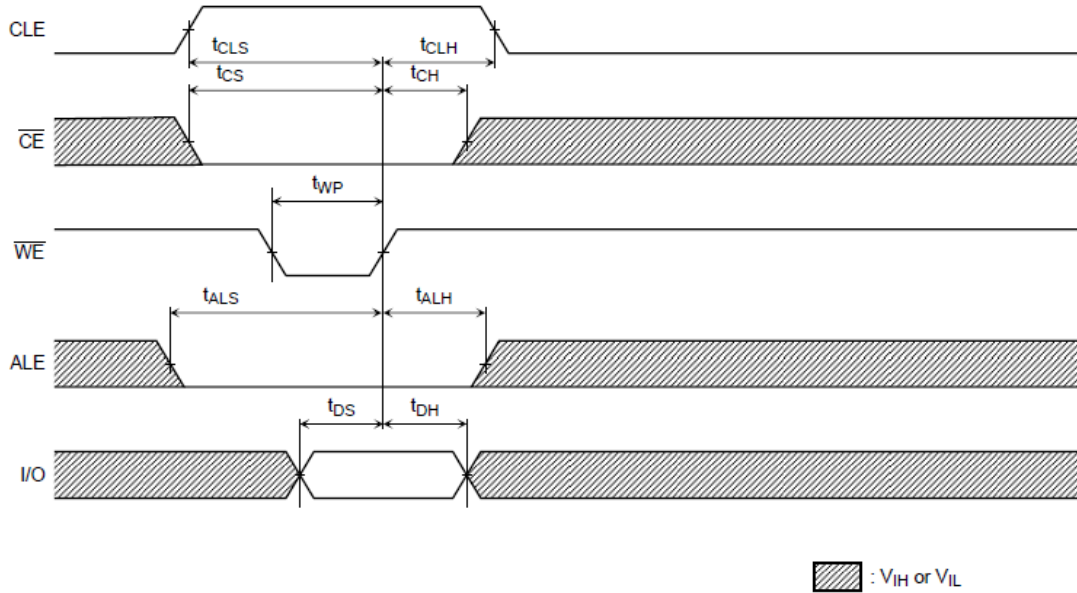 CLE
tCLS
tCLH
tCS
tCH
CE
tWP
WE
tALS
tALH
ALE
tDS
tDH
I/O
: VIH or VIL